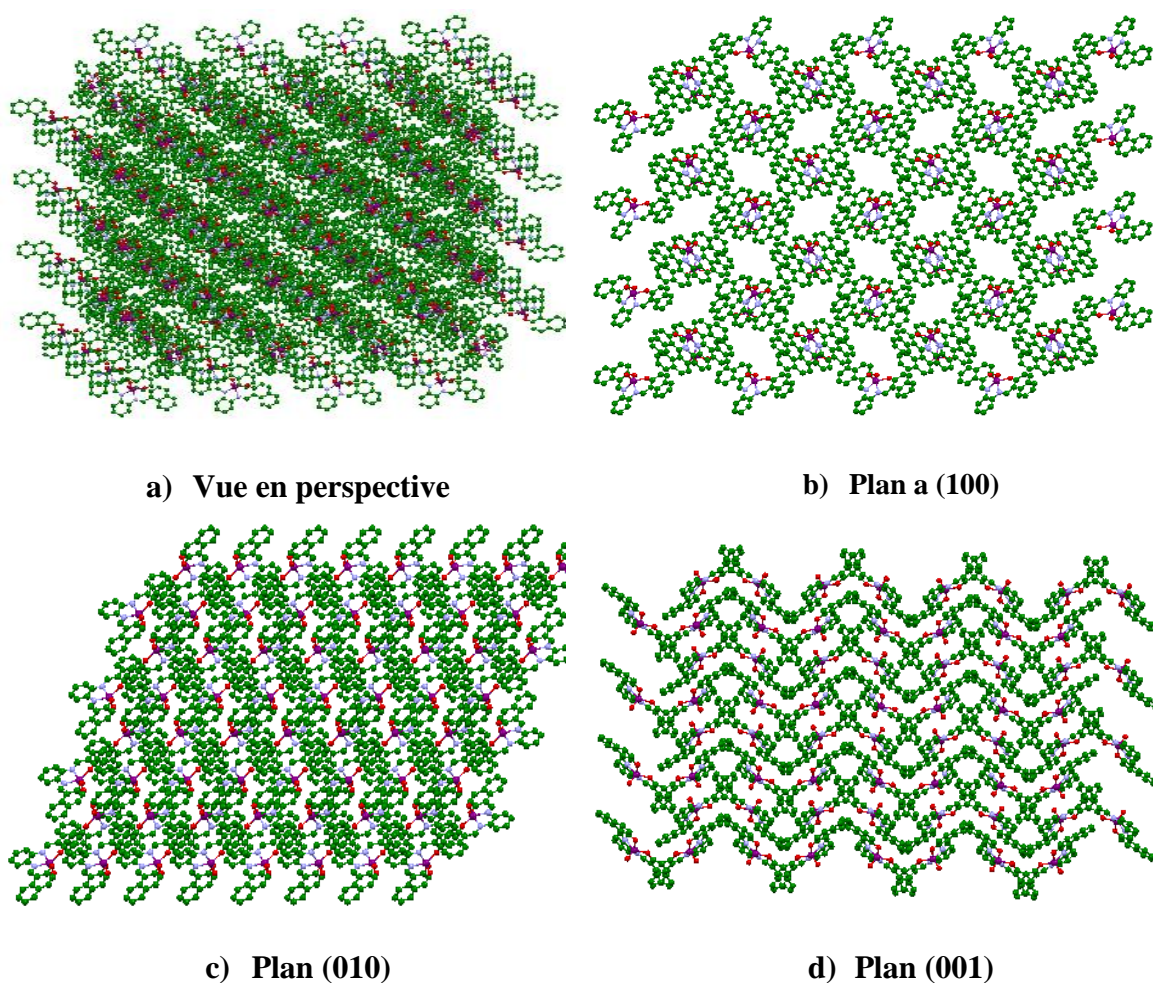 a) Vue en perspective
b) Plan a (100)
c) Plan (010)
d) Plan (001)